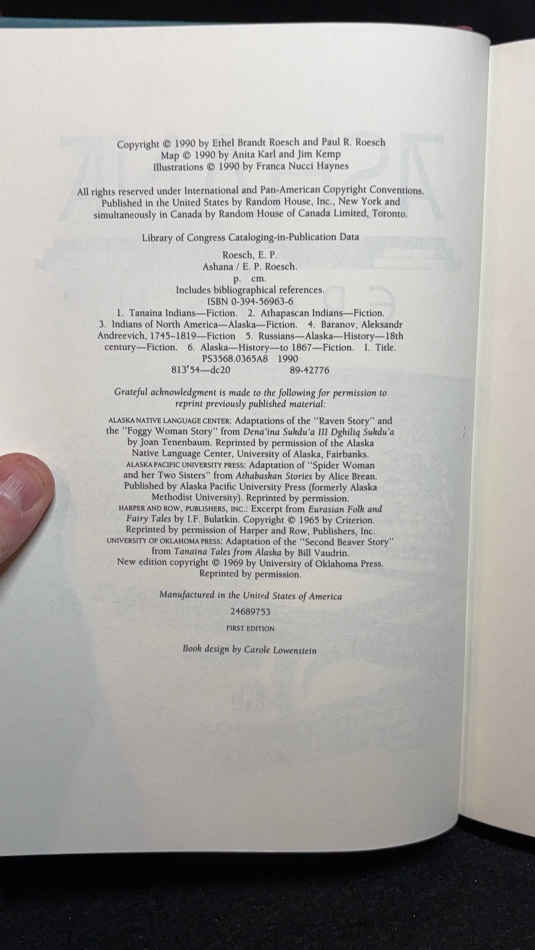 Copyright © 1990 by Ethel Brandt Roesch and Paul R. Roesch
Map © 1990 by Anita Karl and Jim Kemp
Illustrations © 1990 by Franca Nucci Haynes
All rights reserved under International and Pan-American Copyright Conventions.
Published in the United States by Random House, Inc., New York and
simultaneously in Canada by Random House of Canada Limited, Toronto.
Library of Congress Cataloging-in-Publication Data
Roesch, E. P.
Ashana / E. P. Roesch.
p. cm.
Includes bibliographical references.
ISBN 0-394-56963-6
1. Tanaina Indians—Fiction. 2. Athapascan Indians—Fiction.
3. Indians of North America—Alaska—Fiction. 4. Baranov, Aleksandr
Andreevich, 1745–1819—Fiction 5. Russians—Alaska—History—18th
century—Fiction. 6. Alaska—History—to 1867—Fiction. I. Title.
PS3568.O365A8 1990
813'54—dc20 89-42776
Grateful acknowledgment is made to the following for permission to
reprint previously published material:
ALASKA NATIVE LANGUAGE CENTER: Adaptations of the "Raven Story" and
the "Foggy Woman Story" from Dena'ina Sukdu'a III Dghiliq Sukdu'a
by Joan Tenenbaum. Reprinted by permission of the Alaska
Native Language Center, University of Alaska, Fairbanks.
ALASKA PACIFIC UNIVERSITY PRESS: Adaptation of "Spider Woman
and her Two Sisters" from Athabaskan Stories by Alice Brean.
Published by Alaska Pacific University Press (formerly Alaska
Methodist University). Reprinted by permission.
HARPER AND ROW, PUBLISHERS, INC.: Excerpt from Eurasian Folk and
Fairy Tales by I.F. Bulatkin. Copyright © 1965 by Criterion.
Reprinted by permission of Harper and Row, Publishers, Inc.
UNIVERSITY OF OKLAHOMA PRESS: Adaptation of the "Second Beaver Story"
from Tanaina Tales from Alaska by Bill Vaudrin.
New edition copyright © 1969 by University of Oklahoma Press.
Reprinted by permission.
Manufactured in the United States of America
24689753
FIRST EDITION
Book design by Carole Lowenstein